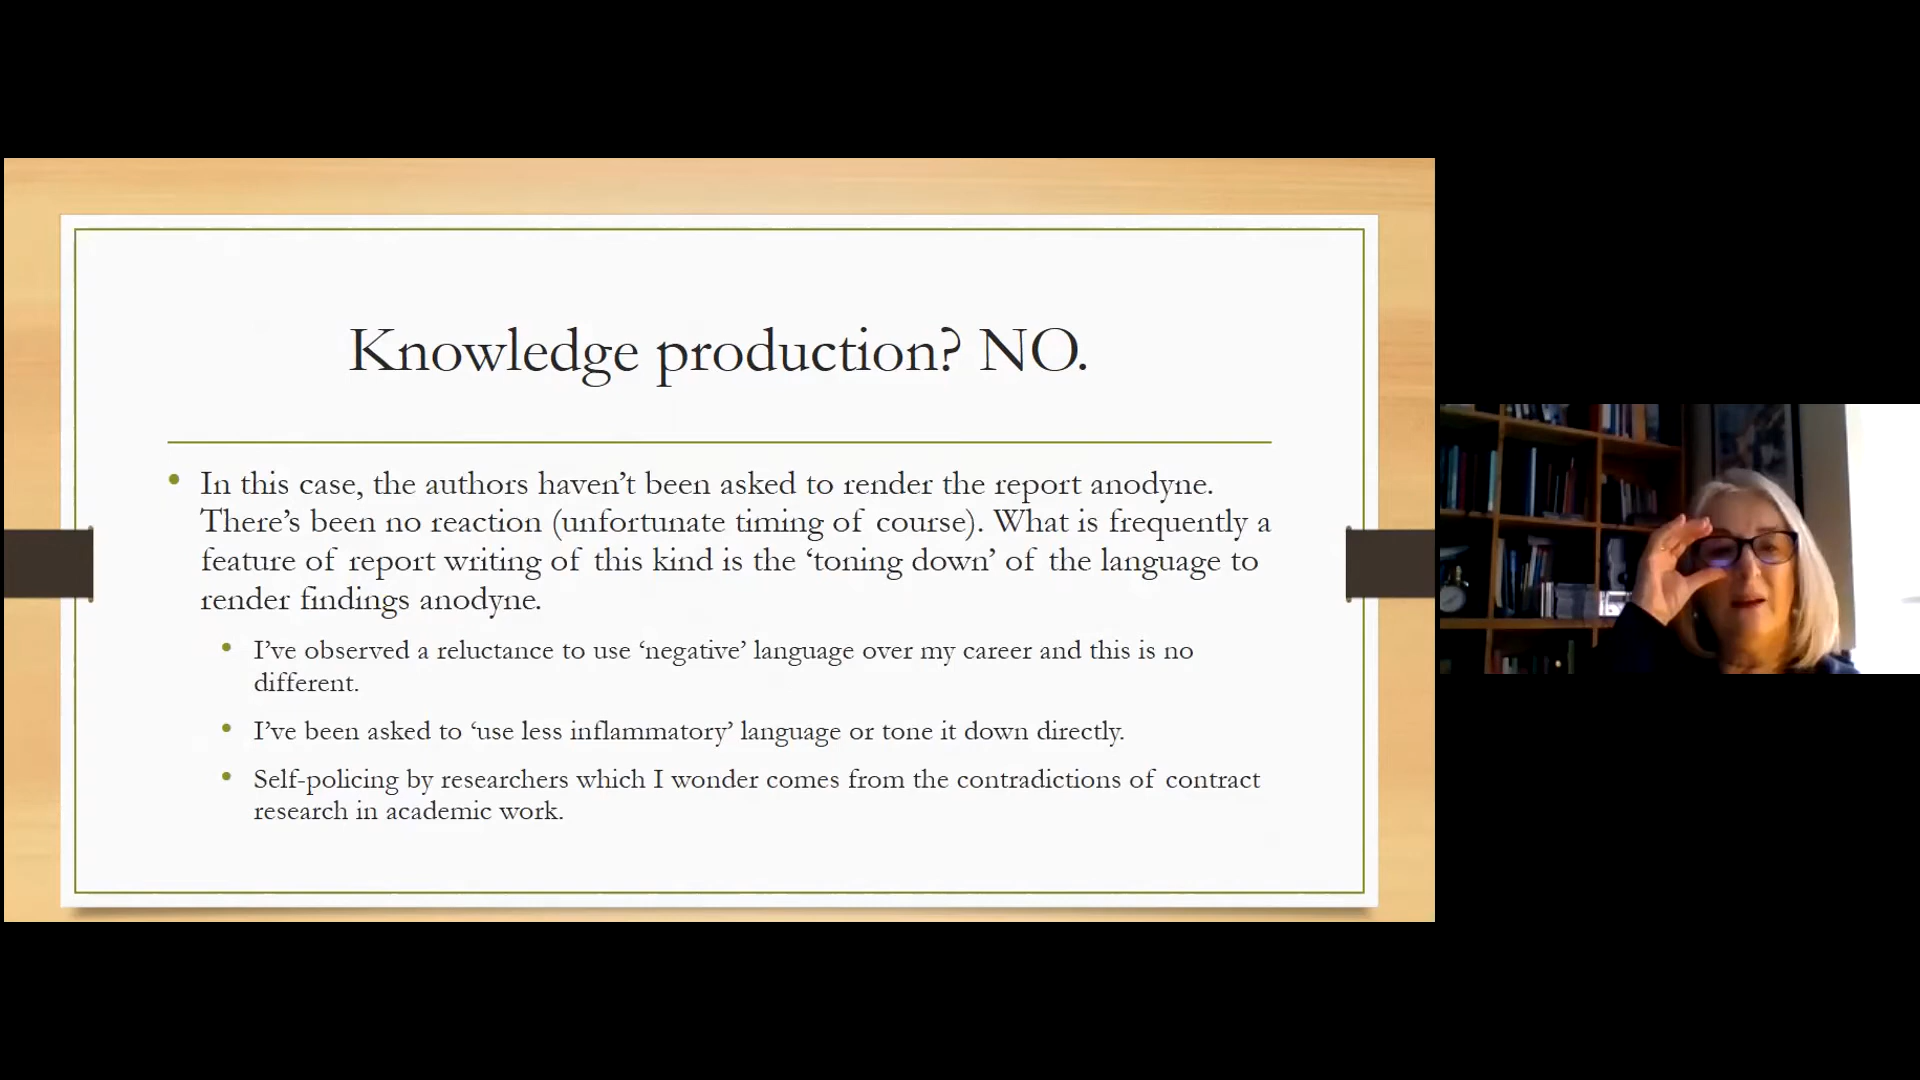 Knowledge production? NO.
• In this case, the authors haven’t been asked to render the report anodyne.
There’s been no reaction (unfortunate timing of course). What is frequently a
feature of report writing of this kind is the ‘toning down’ of the language to
render findings anodyne.
• I’ve observed a reluctance to use ‘negative’ language over my career and this is no
different.
• I’ve been asked to ‘use less inflammatory’ language or tone it down directly.
• Self-policing by researchers which I wonder comes from the contradictions of contract
research in academic work.